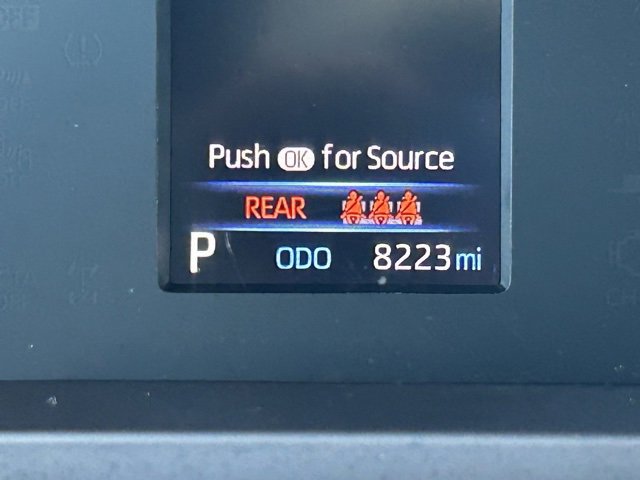 Push OK for Source
REAR
P ODO 8223 mi